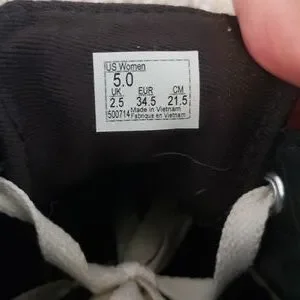 US Women
5.0
UK EUR CM
2.5 34.5 21.5
500714 Made in Vietnam
Fabriqué en Vietnam